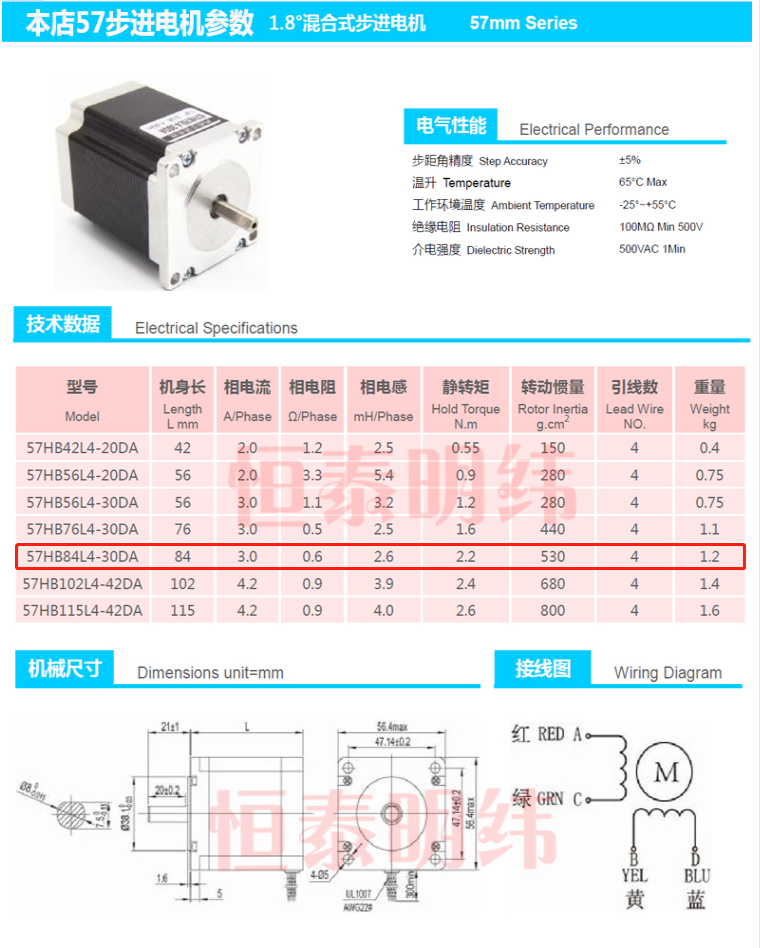 本店57步进电机参数 1.8°混合式步进电机 57mm Series
电气性能 Electrical Performance
步距角精度 Step Accuracy ±5%
温升 Temperature 65°C Max
工作环境温度 Ambient Temperature -25°~+55°C
绝缘电阻 Insulation Resistance 100MΩ Min 500V
介电强度 Dielectric Strength 500VAC 1Min
技术数据 Electrical Specifications
型号 机身长 相电流 相电阻 相电感 静转矩 转动惯量 引线数 重量
Model Length L mm A/Phase Ω/Phase mH/Phase Hold Torque N.m Rotor Inertia g.cm2 Lead Wire NO. Weight kg
57HB42L4-20DA 42 2.0 1.2 2.5 0.55 150 4 0.4
57HB56L4-20DA 56 2.0 3.3 5.4 0.9 280 4 0.75
57HB56L4-30DA 56 3.0 1.1 3.2 1.2 280 4 0.75
57HB76L4-30DA 76 3.0 0.5 2.5 1.6 440 4 1.1
57HB84L4-30DA 84 3.0 0.6 2.6 2.2 530 4 1.2
57HB102L4-42DA 102 4.2 0.9 3.9 2.4 680 4 1.4
57HB115L4-42DA 115 4.2 0.9 4.0 2.6 800 4 1.6
恒泰明纬
机械尺寸 Dimensions unit=mm
接线图 Wiring Diagram
21±1 L 56.4max
47.14±0.2
20±0.2
47.14±0.2
56.4max
1.6
5
4-Ø5
UL1007
AWG22#
300mm
恒泰明纬
红 RED A
M
绿 GRN C
B D
YEL BLU
黄 蓝